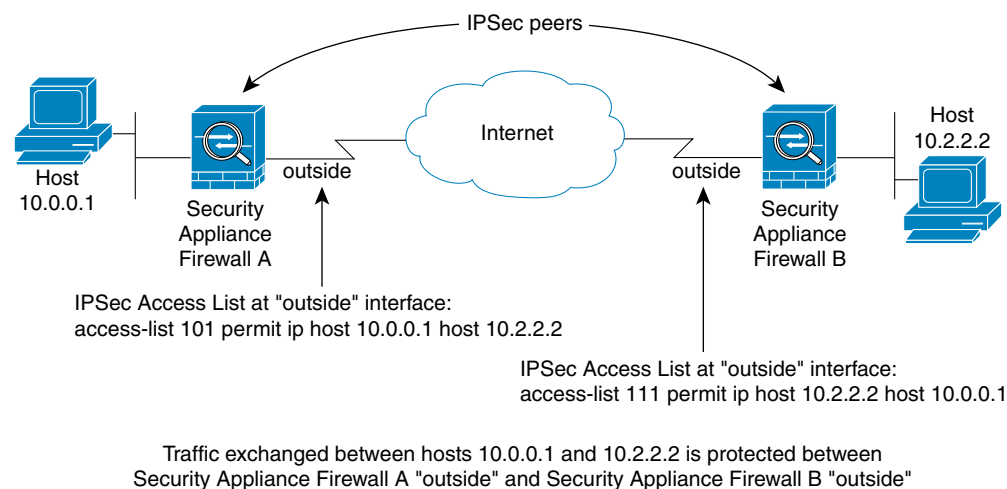 IPSec peers
Internet
Host
10.0.0.1
outside
Security
Appliance
Firewall A
outside
Security
Appliance
Firewall B
Host
10.2.2.2
IPSec Access List at "outside" interface:
access-list 101 permit ip host 10.0.0.1 host 10.2.2.2
IPSec Access List at "outside" interface:
access-list 111 permit ip host 10.2.2.2 host 10.0.0.1
Traffic exchanged between hosts 10.0.0.1 and 10.2.2.2 is protected between
Security Appliance Firewall A "outside" and Security Appliance Firewall B "outside"